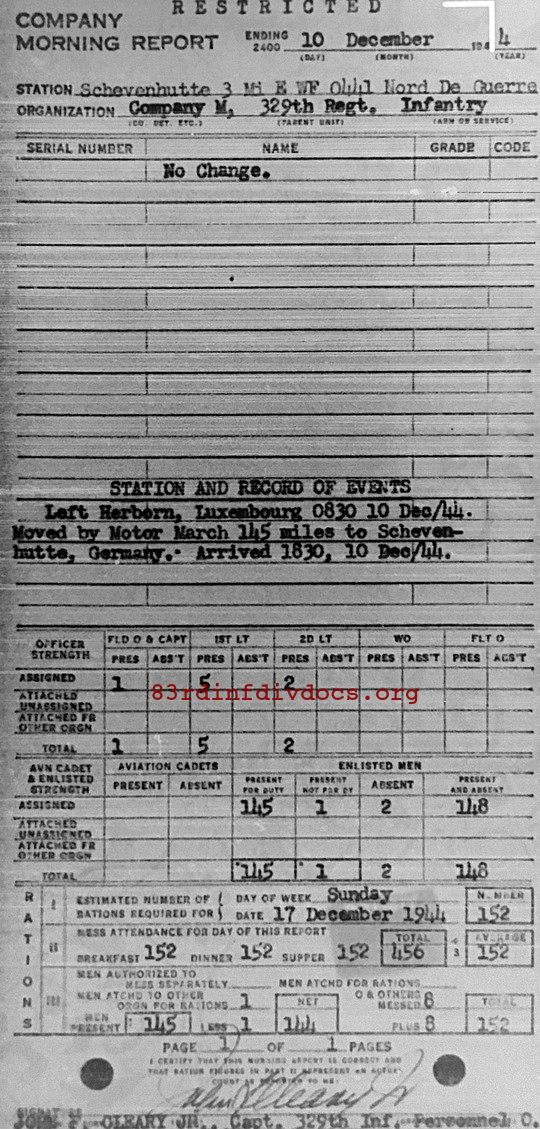 RESTRICTED
COMPANY
MORNING REPORT
ENDING 2400 10 December 194 4
(DAY) (MONTH) (YEAR)
STATION Schevenhutte 3 Mi E WF 0441 Nord De Guerre
ORGANIZATION Company M, 329th Regt. Infantry
(CO. DET. ETC.) (PARENT UNIT) (ARM OR SERVICE)
SERIAL NUMBER NAME GRADE CODE
No Change.
STATION AND RECORD OF EVENTS
Left Herborn, Luxembourg 0830 10 Dec/44.
Moved by Motor March 145 miles to Scheven-
hutte, Germany. Arrived 1830, 10 Dec/44.
OFFICER STRENGTH FLD O & CAPT 1ST LT 2D LT WO FLT O
PRES ABS'T PRES ABS'T PRES ABS'T PRES ABS'T PRES ABS'T
ASSIGNED 1 5 2
83rdinfdivdocs.org
ATTACHED UNASSIGNED
ATTACHED FR OTHER ORGN
TOTAL 1 5 2
AVN CADET & ENLISTED STRENGTH AVIATION CADETS ENLISTED MEN
PRESENT ABSENT PRESENT FOR DUTY PRESENT NOT FOR DY ABSENT PRESENT AND ABSENT
ASSIGNED 145 1 2 148
ATTACHED UNASSIGNED
ATTACHED FR OTHER ORGN
TOTAL 145 1 2 148
RATIONS
I ESTIMATED NUMBER OF RATIONS REQUIRED FOR DAY OF WEEK Sunday NUMBER
DATE 17 December 1944 152
II MESS ATTENDANCE FOR DAY OF THIS REPORT TOTAL AVERAGE
BREAKFAST 152 DINNER 152 SUPPER 152 456 ÷ 3 152
III MEN AUTHORIZED TO MESS SEPARATELY MEN ATCHD FOR RATIONS
MEN ATCHD TO OTHER ORGN FOR RATIONS 1 NET O & OTHERS MESSED 8 TOTAL
MEN PRESENT 145 LESS 1 144 PLUS 8 152
PAGE 1 OF 1 PAGES
I CERTIFY THAT THIS MORNING REPORT IS CORRECT AND
THAT RATION FIGURES IN PART II REPRESENT AN ACTUAL
COUNT AS REPORTED TO ME:
SIGNATURE
JOHN F. OLEARY JR., Capt. 329th Inf. Personnel O.